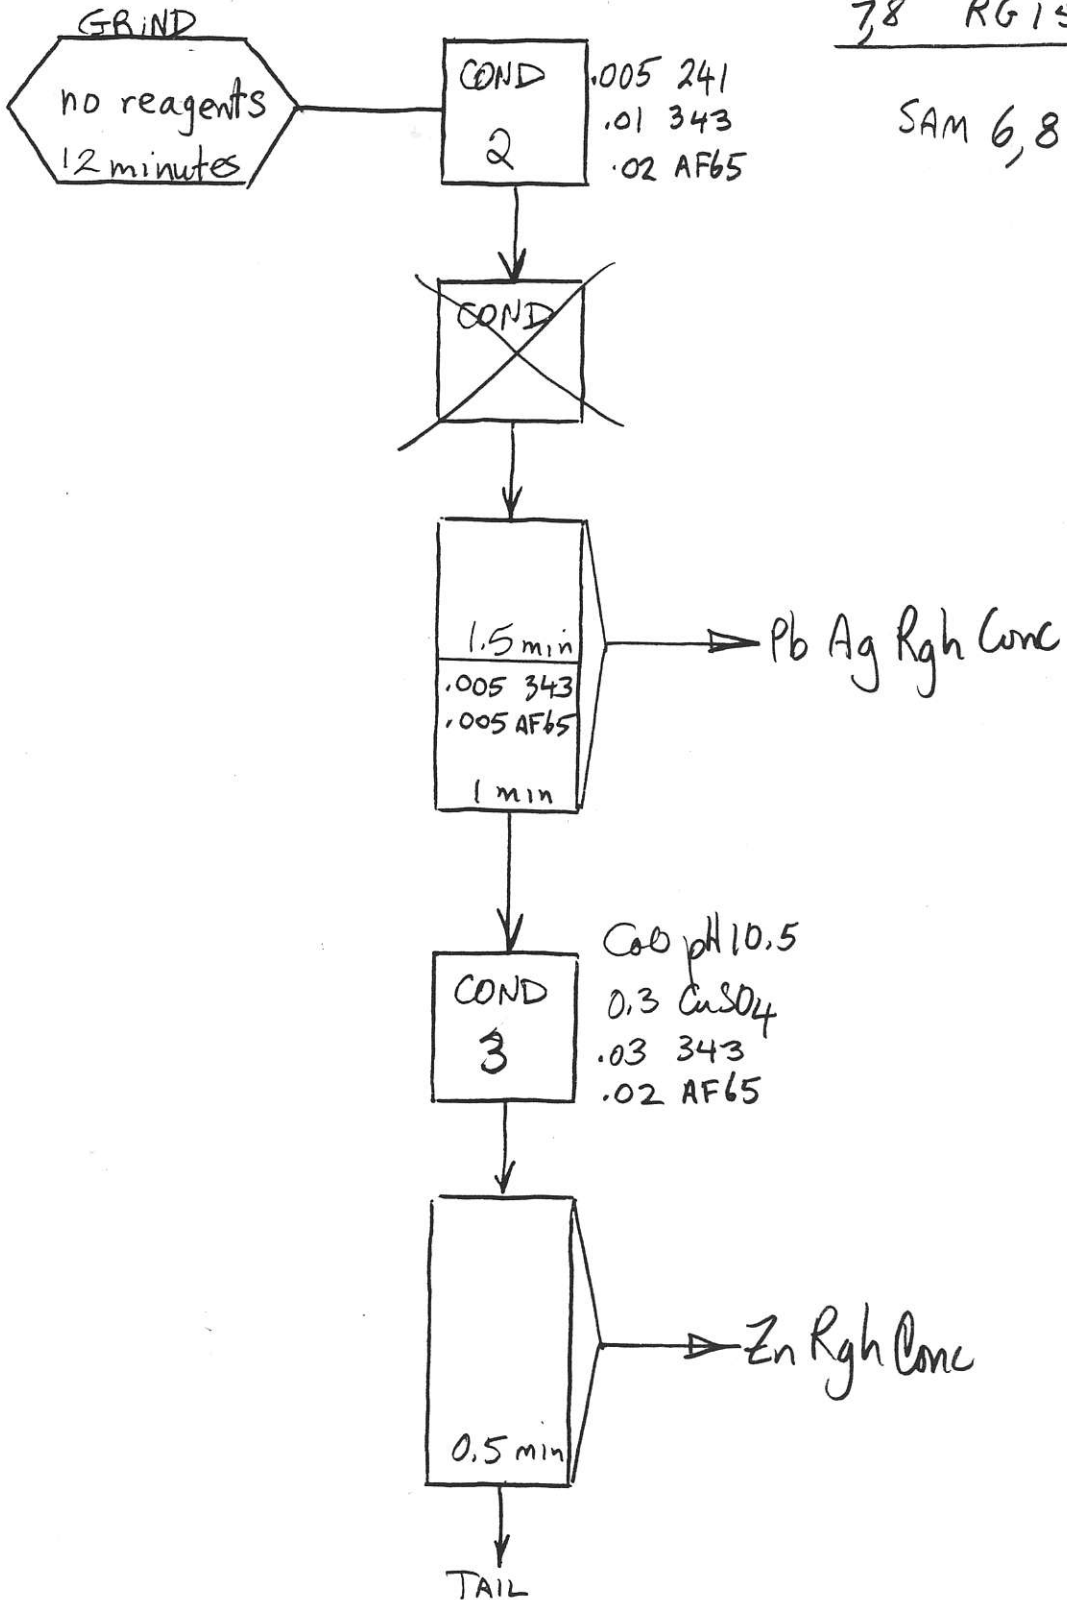 GRIND
no reagents
12 minutes
COND
2
.005 241
.01 343
.02 AF65
7,8 RG15
SAM 6,8
COND
1.5 min
.005 343
.005 AF65
1 min
Pb Ag Rgh Conc
COND
3
CaO pH 10.5
0.3 CuSO4
.03 343
.02 AF65
0.5 min
Zn Rgh Conc
TAIL